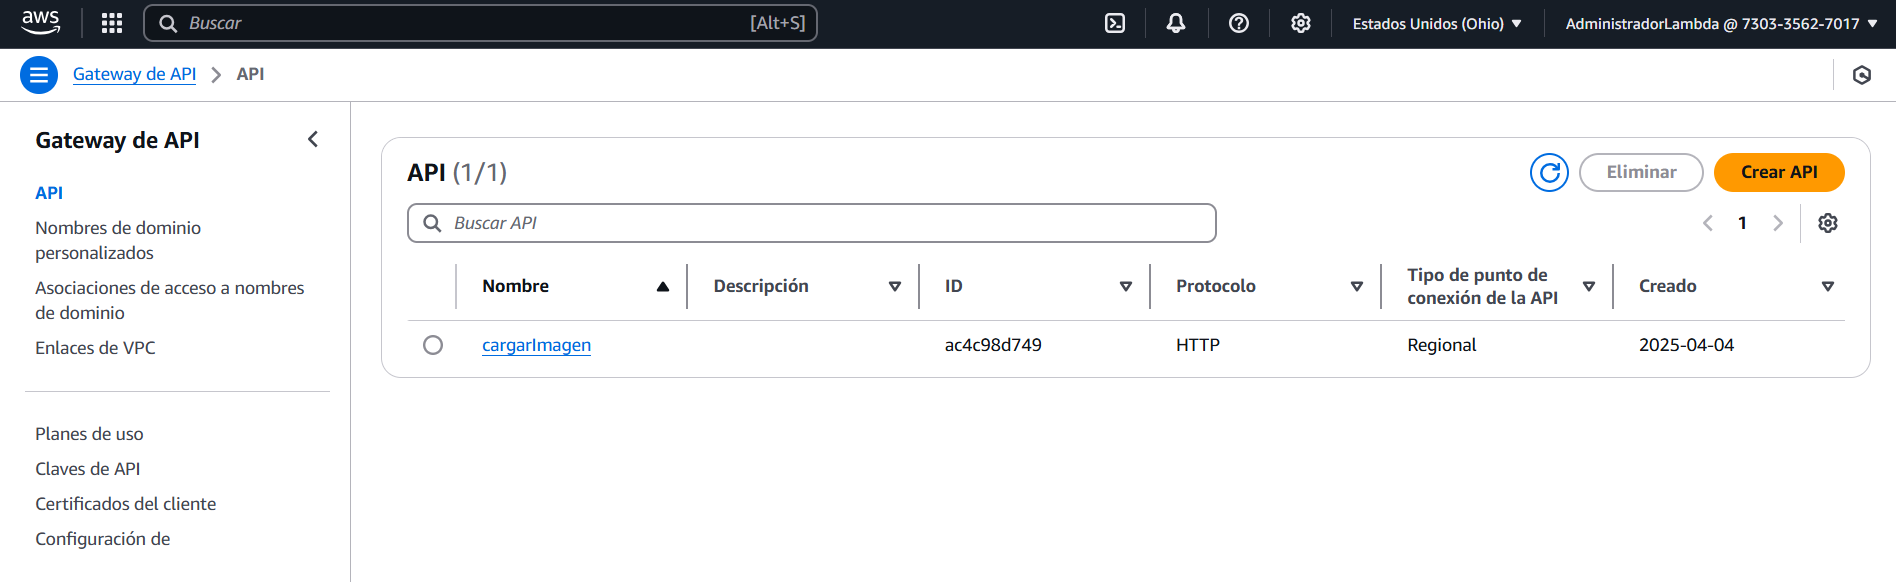 aws
Buscar [Alt+S]
Estados Unidos (Ohio)
AdministradorLambda @ 7303-3562-7017
Gateway de API
API
Gateway de API
API
Nombres de dominio
personalizados
Asociaciones de acceso a nombres
de dominio
Enlaces de VPC
Planes de uso
Claves de API
Certificados del cliente
Configuración de
API (1/1)
Eliminar
Crear API
Buscar API
1
Nombre
Descripción
ID
Protocolo
Tipo de punto de
conexión de la API
Creado
cargarImagen
ac4c98d749
HTTP
Regional
2025-04-04